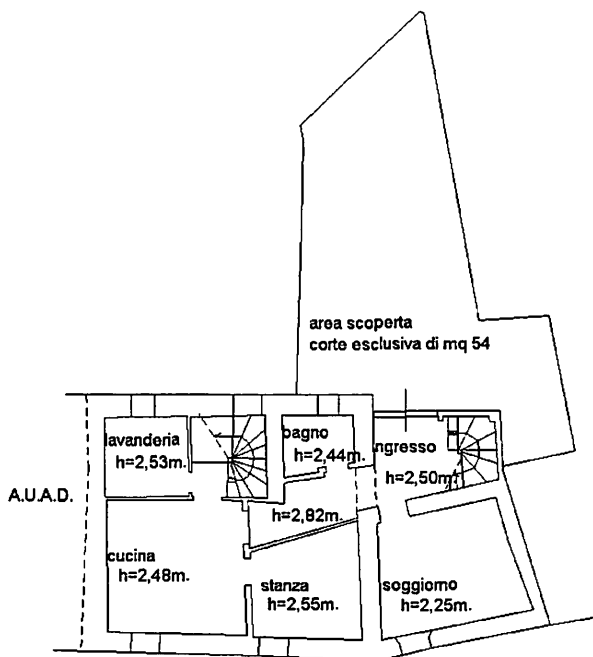 area scoperta
corte esclusiva di mq 54
lavanderia
h=2,53m.
bagno
h=2,44m.
ngresso
h=2,50m.
A.U.A.D.
h=2,82m.
cucina
h=2,48m.
stanza
h=2,55m.
soggiorno
h=2,25m.